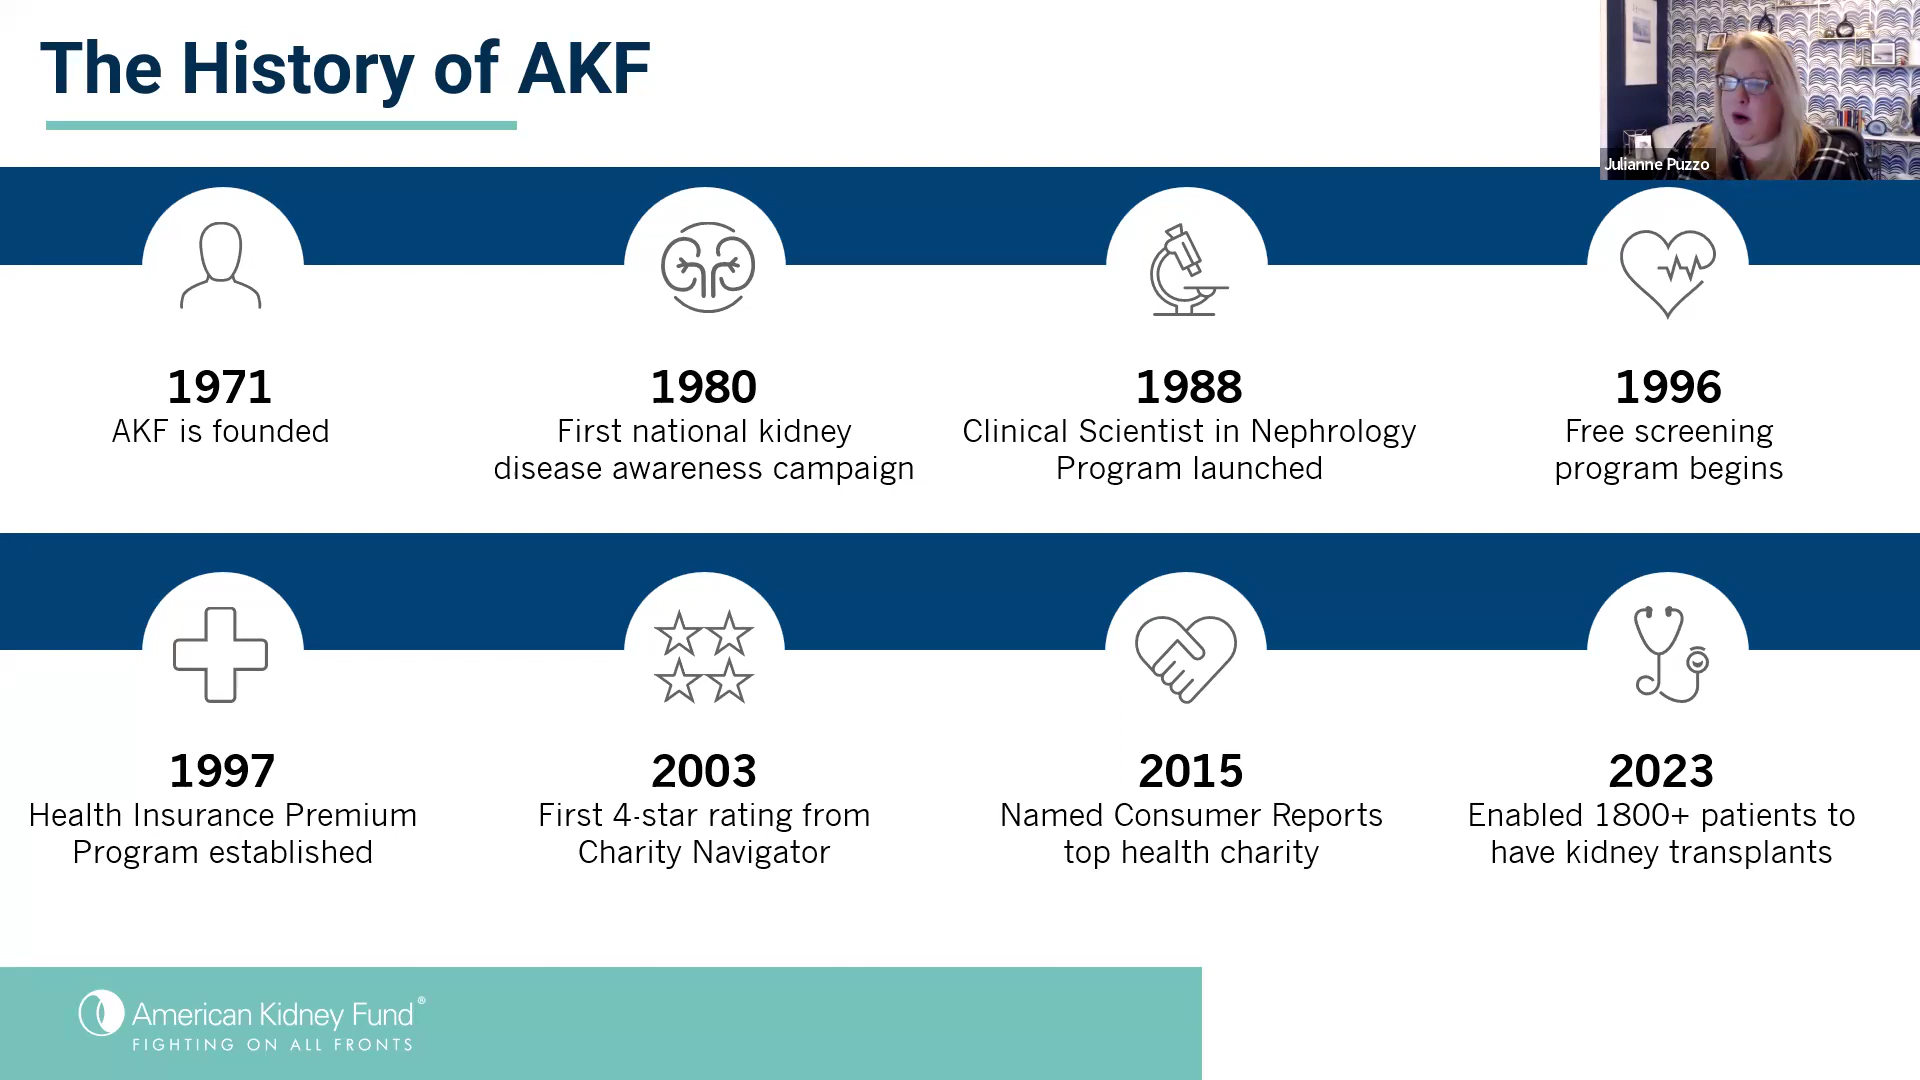 The History of AKF
Julianne Puzzo
1971
AKF is founded
1980
First national kidney
disease awareness campaign
1988
Clinical Scientist in Nephrology
Program launched
1996
Free screening
program begins
1997
Health Insurance Premium
Program established
2003
First 4-star rating from
Charity Navigator
2015
Named Consumer Reports
top health charity
2023
Enabled 1800+ patients to
have kidney transplants
American Kidney Fund®
FIGHTING ON ALL FRONTS